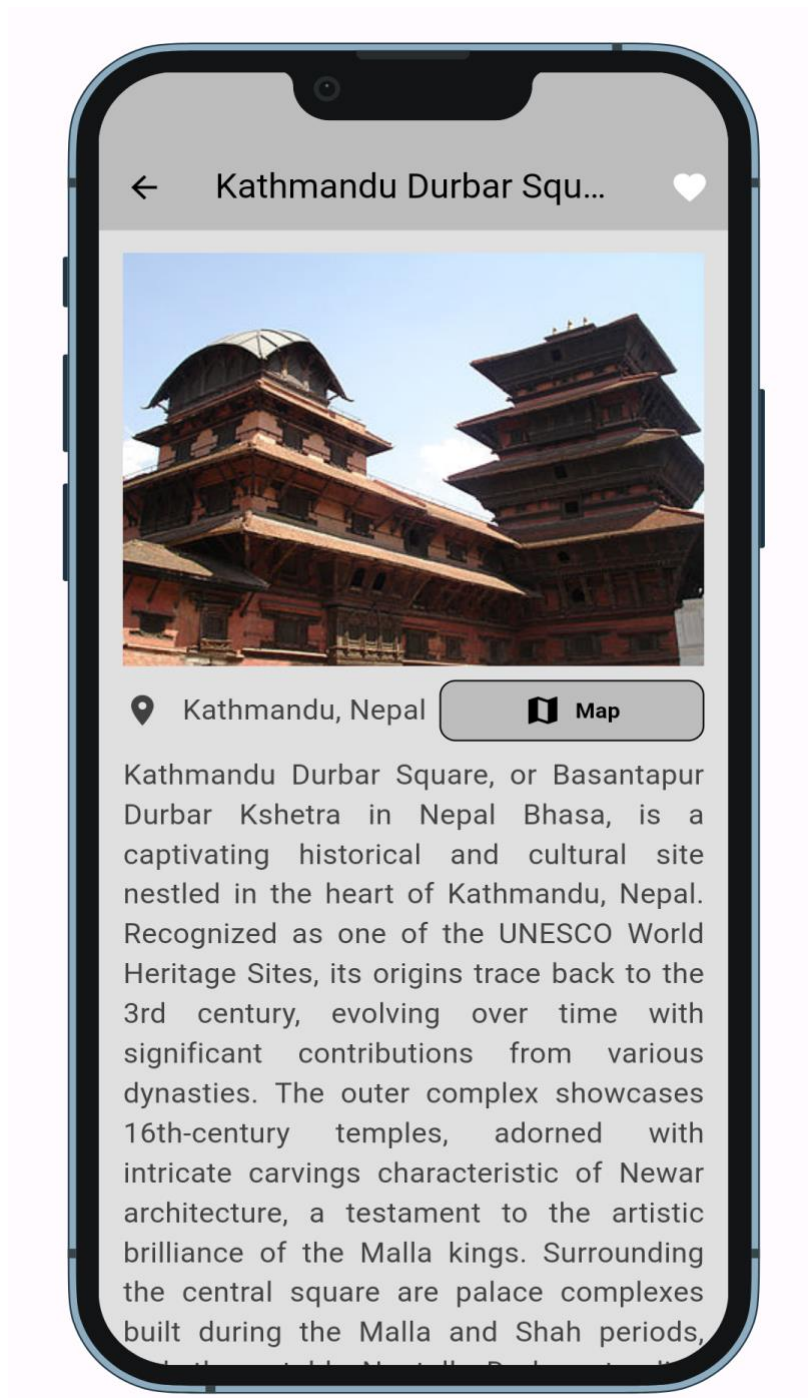 Kathmandu Durbar Squ...
Kathmandu, Nepal
Map
Kathmandu Durbar Square, or Basantapur
Durbar Kshetra in Nepal Bhasa, is a
captivating historical and cultural site
nestled in the heart of Kathmandu, Nepal.
Recognized as one of the UNESCO World
Heritage Sites, its origins trace back to the
3rd century, evolving over time with
significant contributions from various
dynasties. The outer complex showcases
16th-century temples, adorned with
intricate carvings characteristic of Newar
architecture, a testament to the artistic
brilliance of the Malla kings. Surrounding
the central square are palace complexes
built during the Malla and Shah periods,